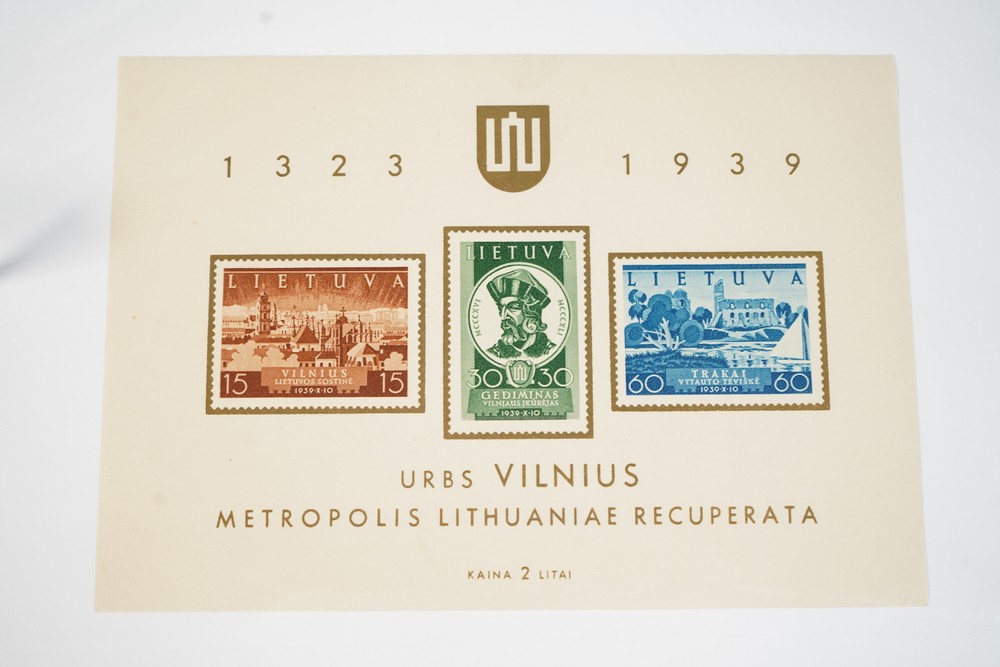 1323 1939
LIETUVA
VILNIUS
LIETUVOS SOSTINĖ
15 15
1939·X·10
LIETUVA
MCCCXVI MCCCXLI
30 30
GEDIMINAS
VILNIAUS ĮKŪRĖJAS
1939·X·10
LIETUVA
TRAKAI
VYTAUTO TĖVIŠKĖ
60 60
1939·X·10
URBS VILNIUS
METROPOLIS LITHUANIAE RECUPERATA
KAINA 2 LITAI